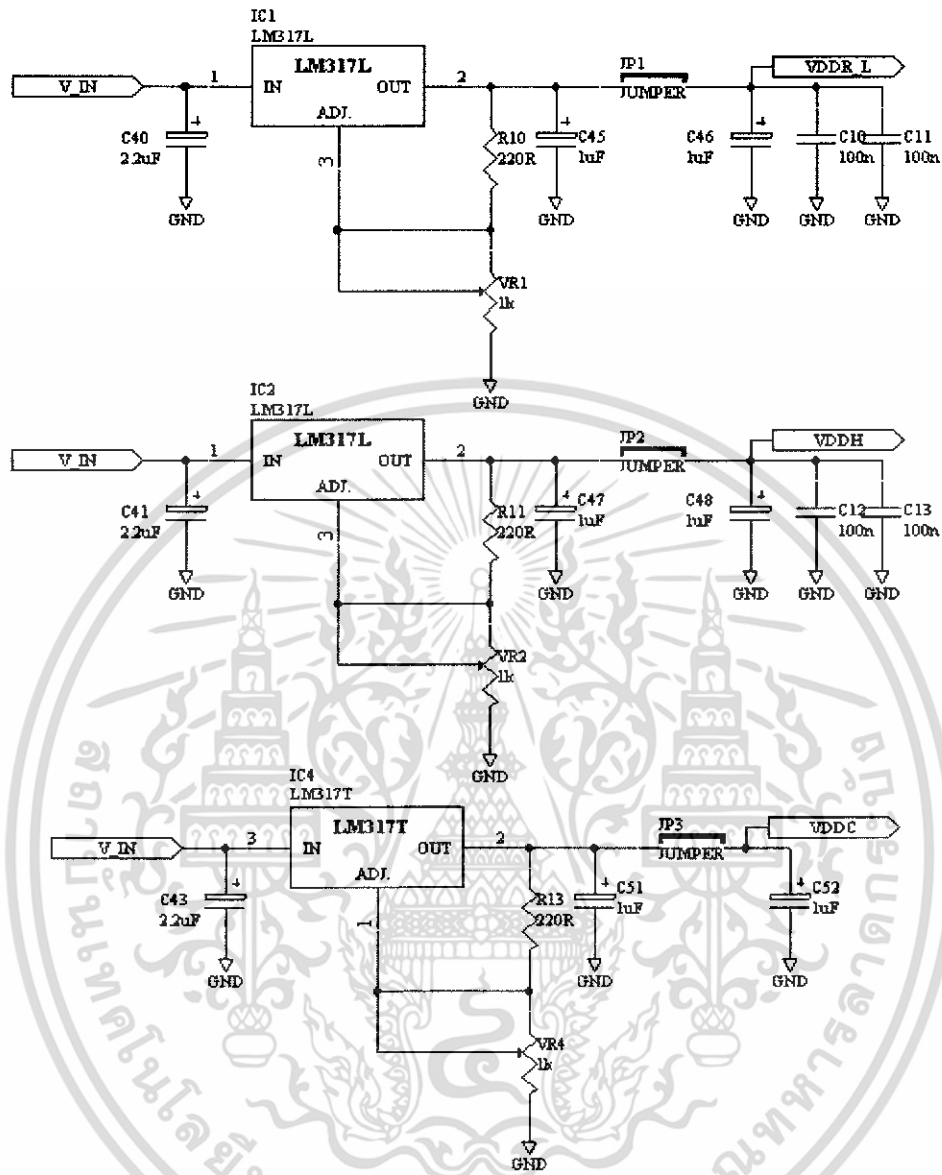 IC1
LM317L
V_IN
1
IN
LM317L
OUT
ADJ.
2
3
C40
2.2uF
+
GND
R10
220R
C45
1uF
+
GND
JP1
JUMPER
VDDR_L
C46
1uF
+
GND
C10
100n
GND
C11
100n
GND
VR1
1k
GND
IC2
LM317L
V_IN
1
IN
LM317L
OUT
ADJ.
2
3
C41
2.2uF
+
GND
R11
220R
C47
1uF
+
GND
JP2
JUMPER
VDDH
C48
1uF
+
GND
C12
100n
GND
C13
100n
GND
VR2
1k
GND
IC4
LM317T
V_IN
3
IN
LM317T
OUT
ADJ.
2
1
C43
2.2uF
+
GND
R13
220R
C51
1uF
+
GND
JP3
JUMPER
VDDC
C52
1uF
+
GND
VR4
1k
GND